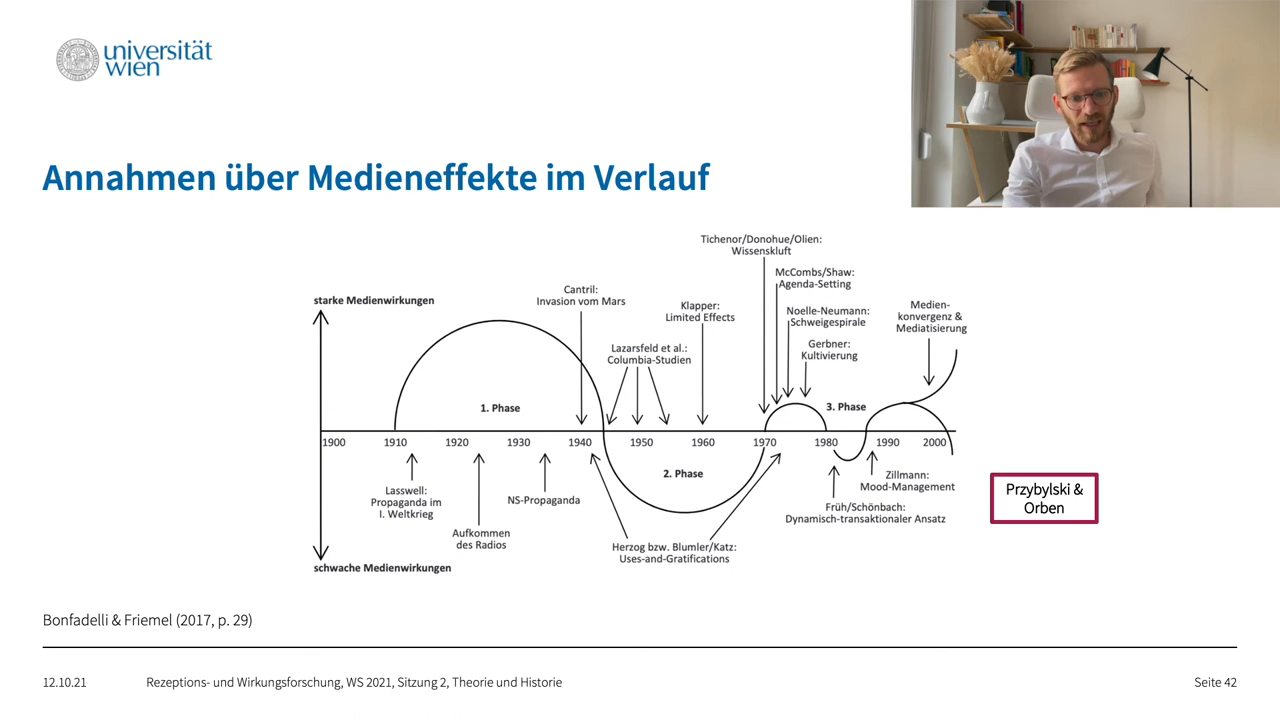 universität
wien
Annahmen über Medieneffekte im Verlauf
Tichenor/Donohue/Olien:
Wissenskluft
McCombs/Shaw:
Agenda-Setting
Cantril:
Invasion vom Mars
starke Medienwirkungen
Klapper:
Limited Effects
Noelle-Neumann:
Schweigespirale
Medien-
konvergenz &
Mediatisierung
Lazarsfeld et al.:
Columbia-Studien
Gerbner:
Kultivierung
1. Phase
3. Phase
1900 1910 1920 1930 1940 1950 1960 1970 1980 1990 2000
2. Phase
Lasswell:
Propaganda im
I. Weltkrieg
NS-Propaganda
Zillmann:
Mood-Management
Przybylski &
Orben
Früh/Schönbach:
Dynamisch-transaktionaler Ansatz
Aufkommen
des Radios
Herzog bzw. Blumler/Katz:
Uses-and-Gratifications
schwache Medienwirkungen
Bonfadelli & Friemel (2017, p. 29)
12.10.21
Rezeptions- und Wirkungsforschung, WS 2021, Sitzung 2, Theorie und Historie
Seite 42